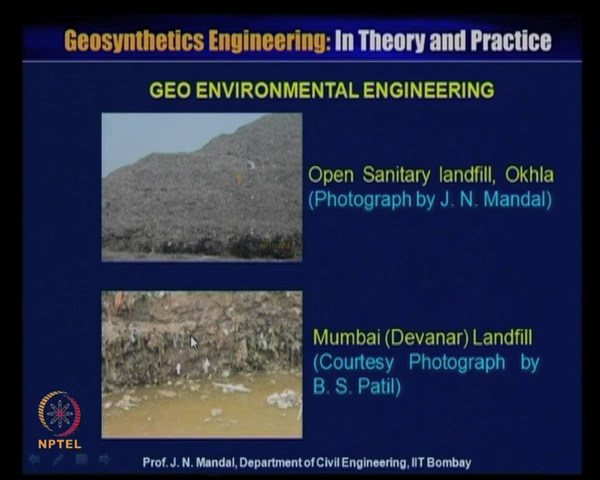 Geosynthetics Engineering: In Theory and Practice
GEO ENVIRONMENTAL ENGINEERING
Open Sanitary landfill, Okhla
(Photograph by J. N. Mandal)
Mumbai (Devanar) Landfill
(Courtesy Photograph by
B. S. Patil)
NPTEL
Prof. J. N. Mandal, Department of Civil Engineering, IIT Bombay